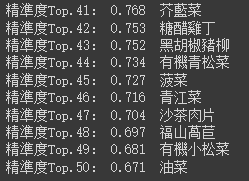 精準度Top.41: 0.768 芥藍菜
精準度Top.42: 0.753 糖醋雞丁
精準度Top.43: 0.752 黑胡椒豬柳
精準度Top.44: 0.734 有機青松菜
精準度Top.45: 0.727 菠菜
精準度Top.46: 0.716 青江菜
精準度Top.47: 0.704 沙茶肉片
精準度Top.48: 0.697 福山萵苣
精準度Top.49: 0.681 有機小松菜
精準度Top.50: 0.671 油菜